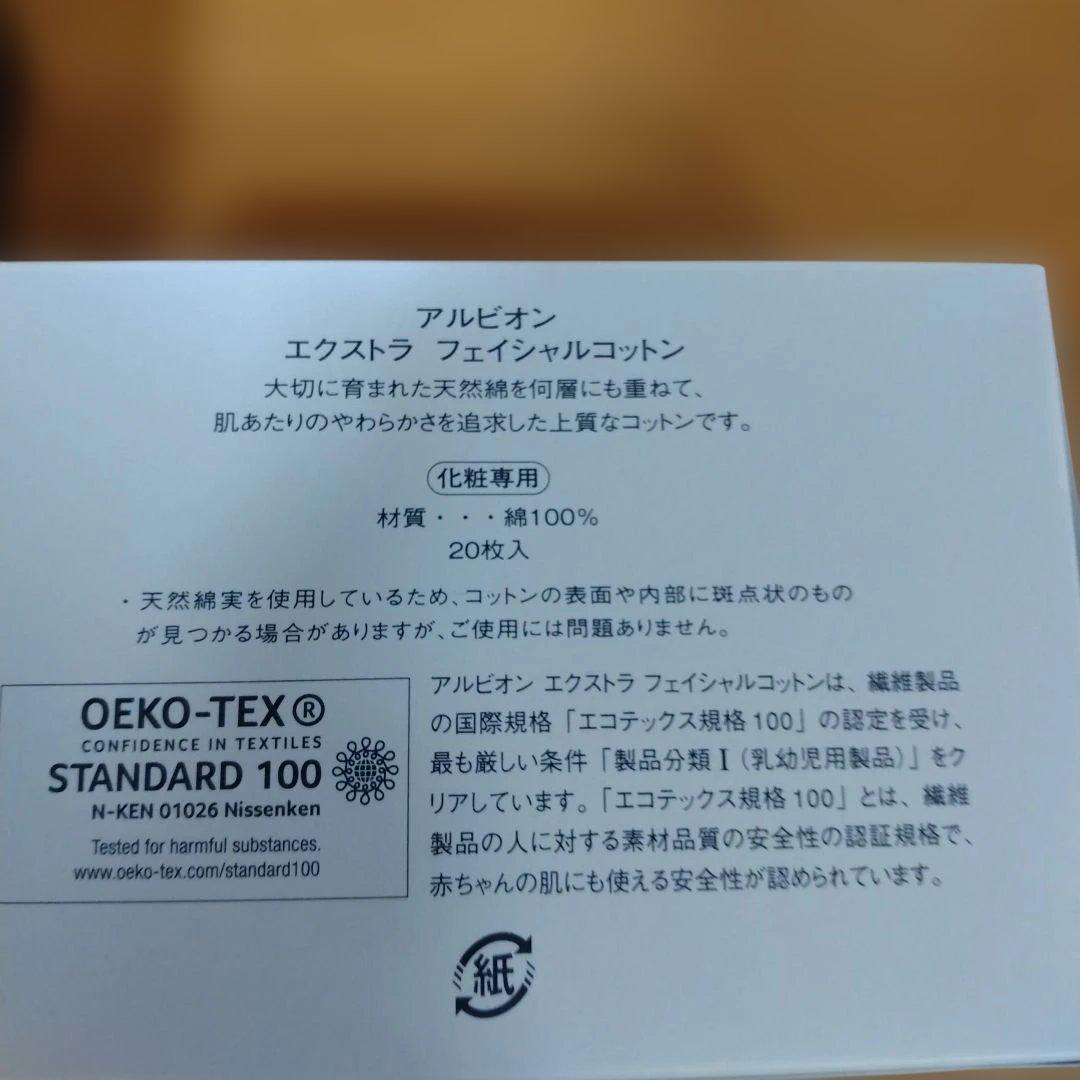 アルビオン
エクストラ フェイシャルコットン
大切に育まれた天然綿を何層にも重ねて、
肌あたりのやわらかさを追求した上質なコットンです。
化粧専用
材質・・・綿100%
20枚入
・天然綿実を使用しているため、コットンの表面や内部に斑点状のもの
が見つかる場合がありますが、ご使用には問題ありません。
OEKO-TEX®
CONFIDENCE IN TEXTILES
STANDARD 100
N-KEN 01026 Nissenken
Tested for harmful substances.
www.oeko-tex.com/standard100
アルビオン エクストラ フェイシャルコットンは、繊維製品
の国際規格「エコテックス規格100」の認定を受け、
最も厳しい条件「製品分類Ⅰ(乳幼児用製品)」をク
リアしています。「エコテックス規格100」とは、繊維
製品の人に対する素材品質の安全性の認証規格で、
赤ちゃんの肌にも使える安全性が認められています。
紙